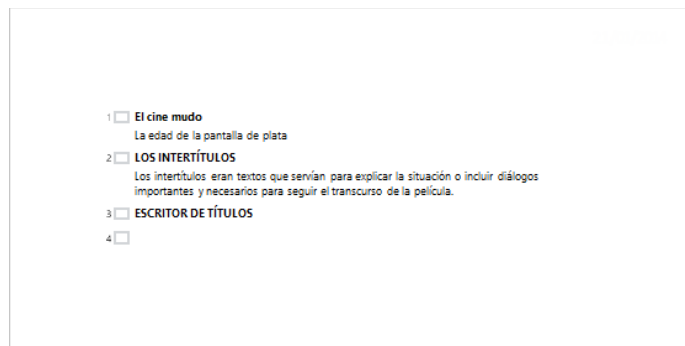 1 El cine mudo
La edad de la pantalla de plata
2 LOS INTERTÍTULOS
Los intertítulos eran textos que servían para explicar la situación o incluir diálogos
importantes y necesarios para seguir el transcurso de la película.
3 ESCRITOR DE TÍTULOS
4